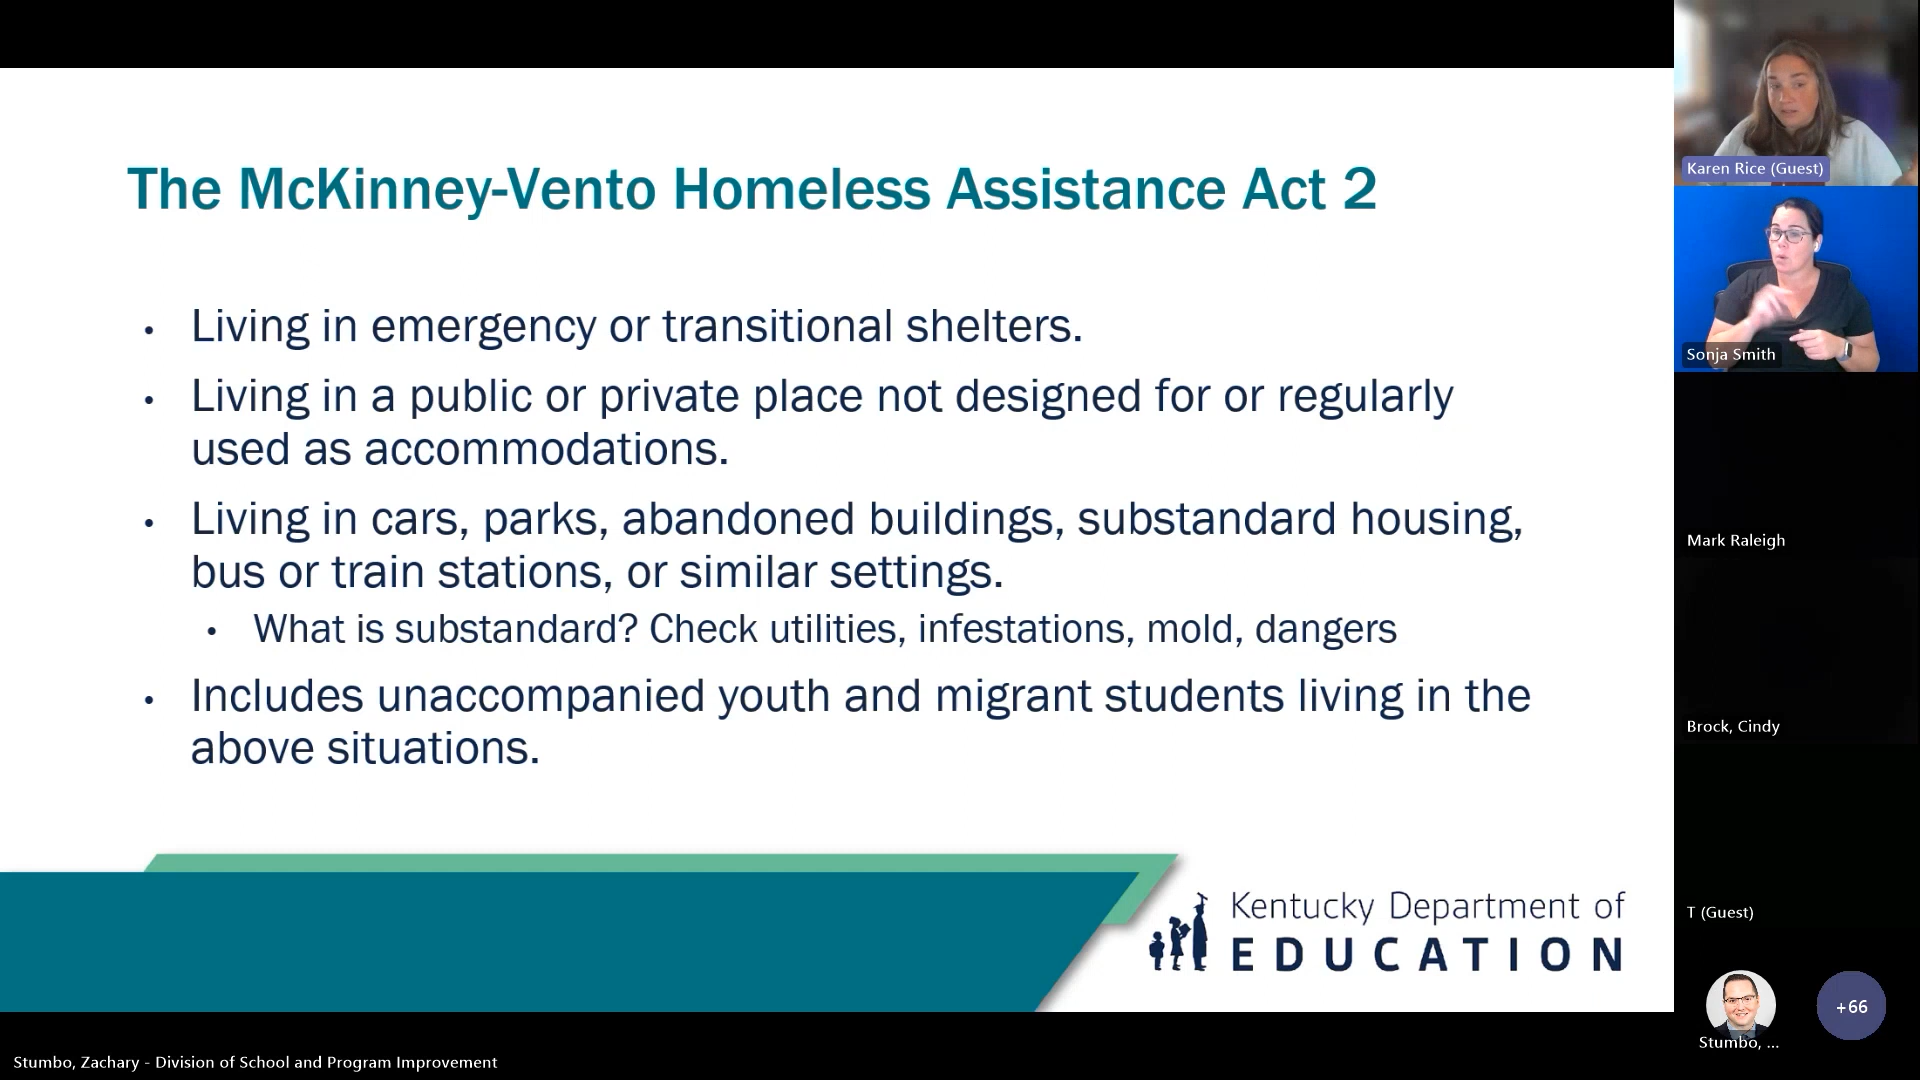 The McKinney-Vento Homeless Assistance Act 2
• Living in emergency or transitional shelters.
• Living in a public or private place not designed for or regularly
used as accommodations.
• Living in cars, parks, abandoned buildings, substandard housing,
bus or train stations, or similar settings.
• What is substandard? Check utilities, infestations, mold, dangers
• Includes unaccompanied youth and migrant students living in the
above situations.
Kentucky Department of
EDUCATION
Karen Rice (Guest)
Sonja Smith
Mark Raleigh
Brock, Cindy
T (Guest)
+66
Stumbo, ...
Stumbo, Zachary - Division of School and Program Improvement